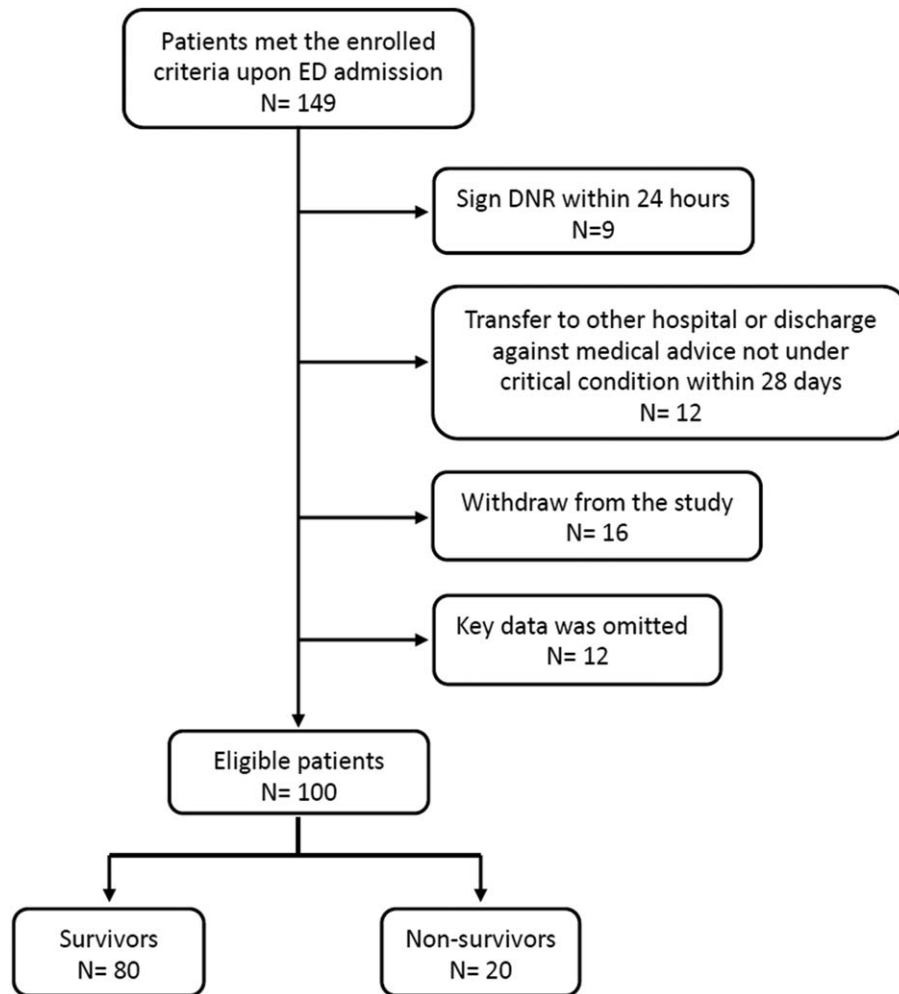 Patients met the enrolled
criteria upon ED admission
N= 149
Sign DNR within 24 hours
N=9
Transfer to other hospital or discharge
against medical advice not under
critical condition within 28 days
N= 12
Withdraw from the study
N= 16
Key data was omitted
N= 12
Eligible patients
N= 100
Survivors
N= 80
Non-survivors
N= 20